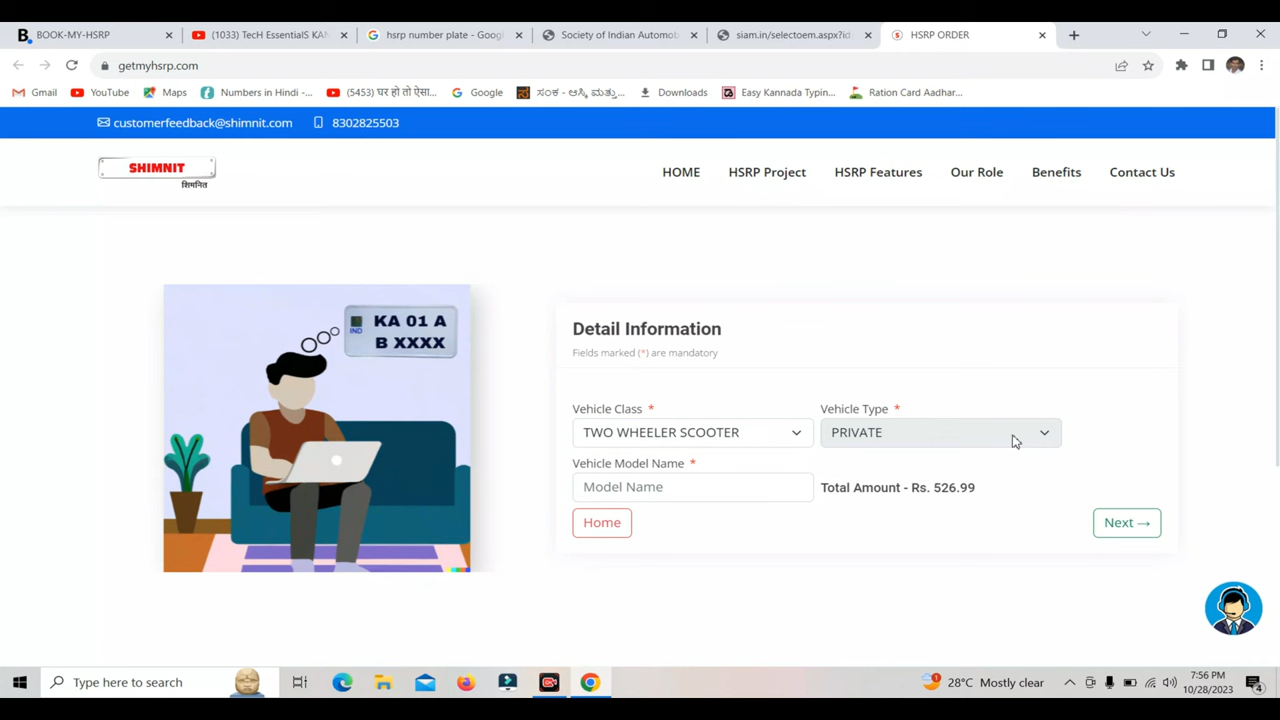 BOOK-MY-HSRP
(1033) TecH EssentialS KAN
hsrp number plate - Googl
Society of Indian Automobi
siam.in/selectoem.aspx?id
HSRP ORDER
getmyhsrp.com
Gmail
YouTube
Maps
Numbers in Hindi -...
(5453) घर हो तो ऐसा...
Google
ಸಂಕ - ಆಸ್ಕಿ ಮತ್ತು...
Downloads
Easy Kannada Typin...
Ration Card Aadhar...
customerfeedback@shimnit.com 8302825503
SHIMNIT
शिमनित
HOME HSRP Project HSRP Features Our Role Benefits Contact Us
IND
KA 01 A
B XXXX
Detail Information
Fields marked (*) are mandatory
Vehicle Class * Vehicle Type *
TWO WHEELER SCOOTER PRIVATE
Vehicle Model Name *
Model Name Total Amount - Rs. 526.99
Home Next →
Type here to search
28°C Mostly clear
7:56 PM
10/28/2023
4